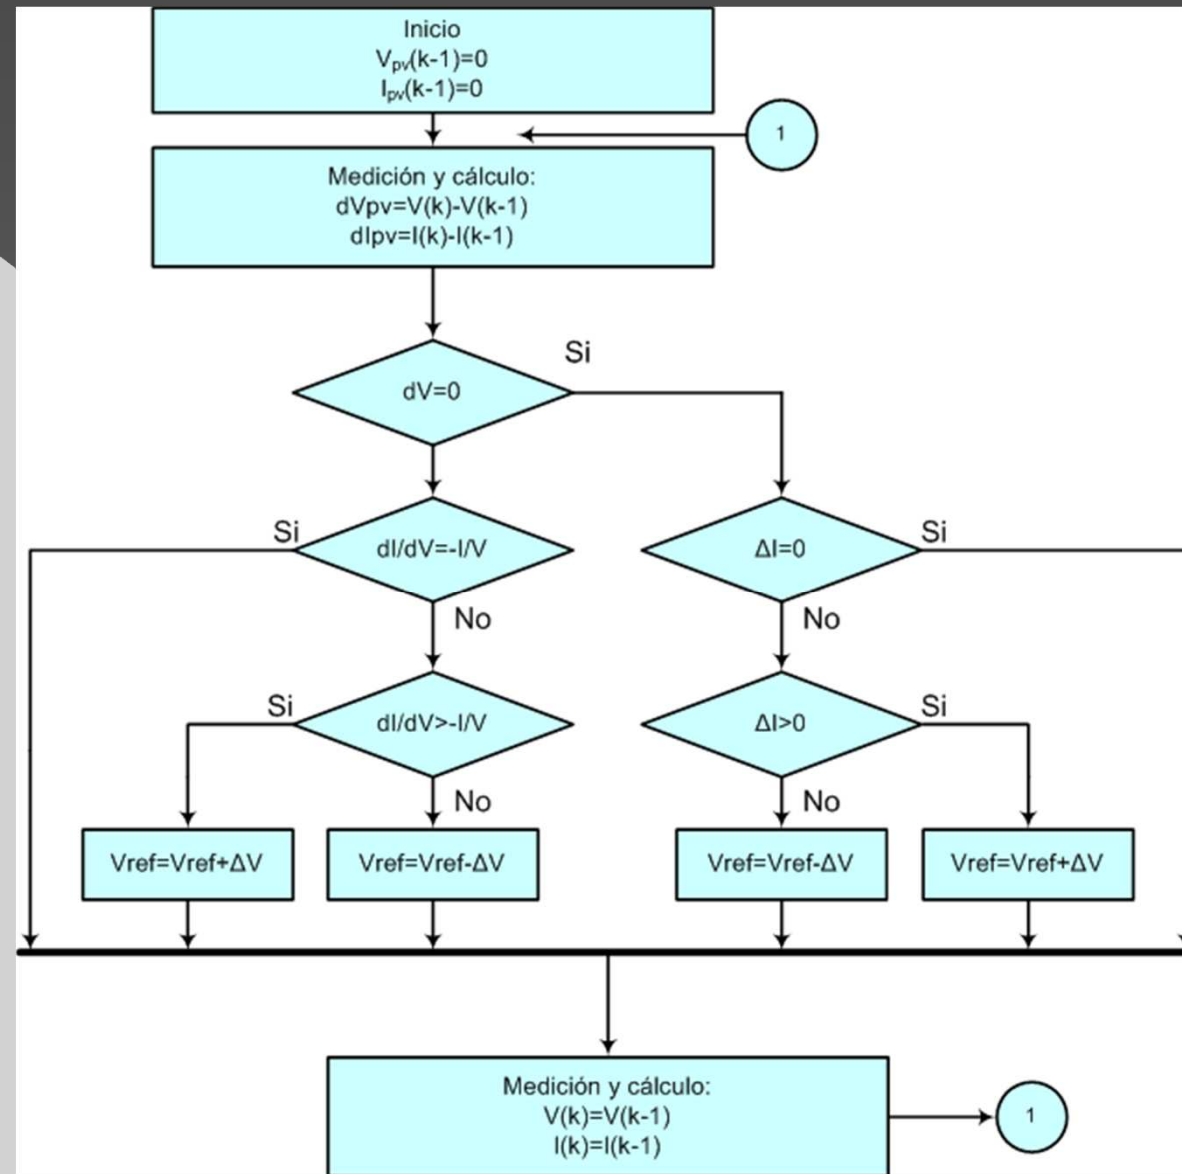 Inicio
Vpv(k-1)=0
Ipv(k-1)=0
1
Medición y cálculo:
dVpv=V(k)-V(k-1)
dIpv=I(k)-I(k-1)
Si
dV=0
Si
dI/dV=-I/V
ΔI=0
Si
No
No
Si
dI/dV>-I/V
ΔI>0
Si
No
No
Vref=Vref+ΔV
Vref=Vref-ΔV
Vref=Vref-ΔV
Vref=Vref+ΔV
Medición y cálculo:
V(k)=V(k-1)
I(k)=I(k-1)
1